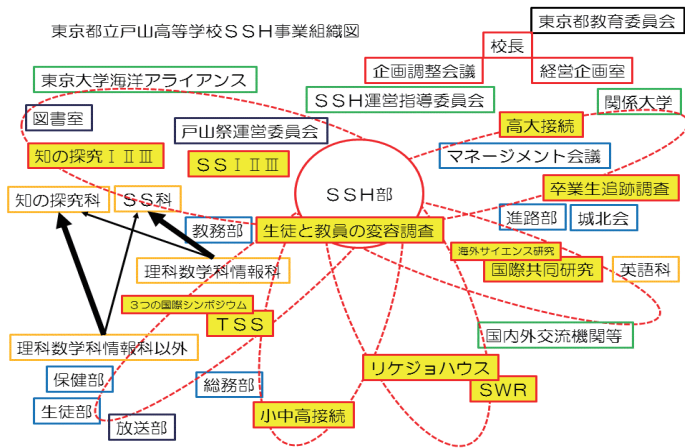 東京都立戸山高等学校ＳＳＨ事業組織図
東京都教育委員会
校長
企画調整会議
経営企画室
東京大学海洋アライアンス
ＳＳＨ運営指導委員会
関係大学
図書室
戸山祭運営委員会
高大接続
知の探究ⅠⅡⅢ
ＳＳⅠⅡⅢ
マネージメント会議
ＳＳＨ部
卒業生追跡調査
知の探究科
ＳＳ科
教務部
生徒と教員の変容調査
進路部
城北会
海外サイエンス研究
国際共同研究
英語科
理科数学科情報科
３つの国際シンポジウム
ＴＳＳ
理科数学科情報科以外
国内外交流機関等
保健部
総務部
リケジョハウス
SWR
生徒部
放送部
小中高接続